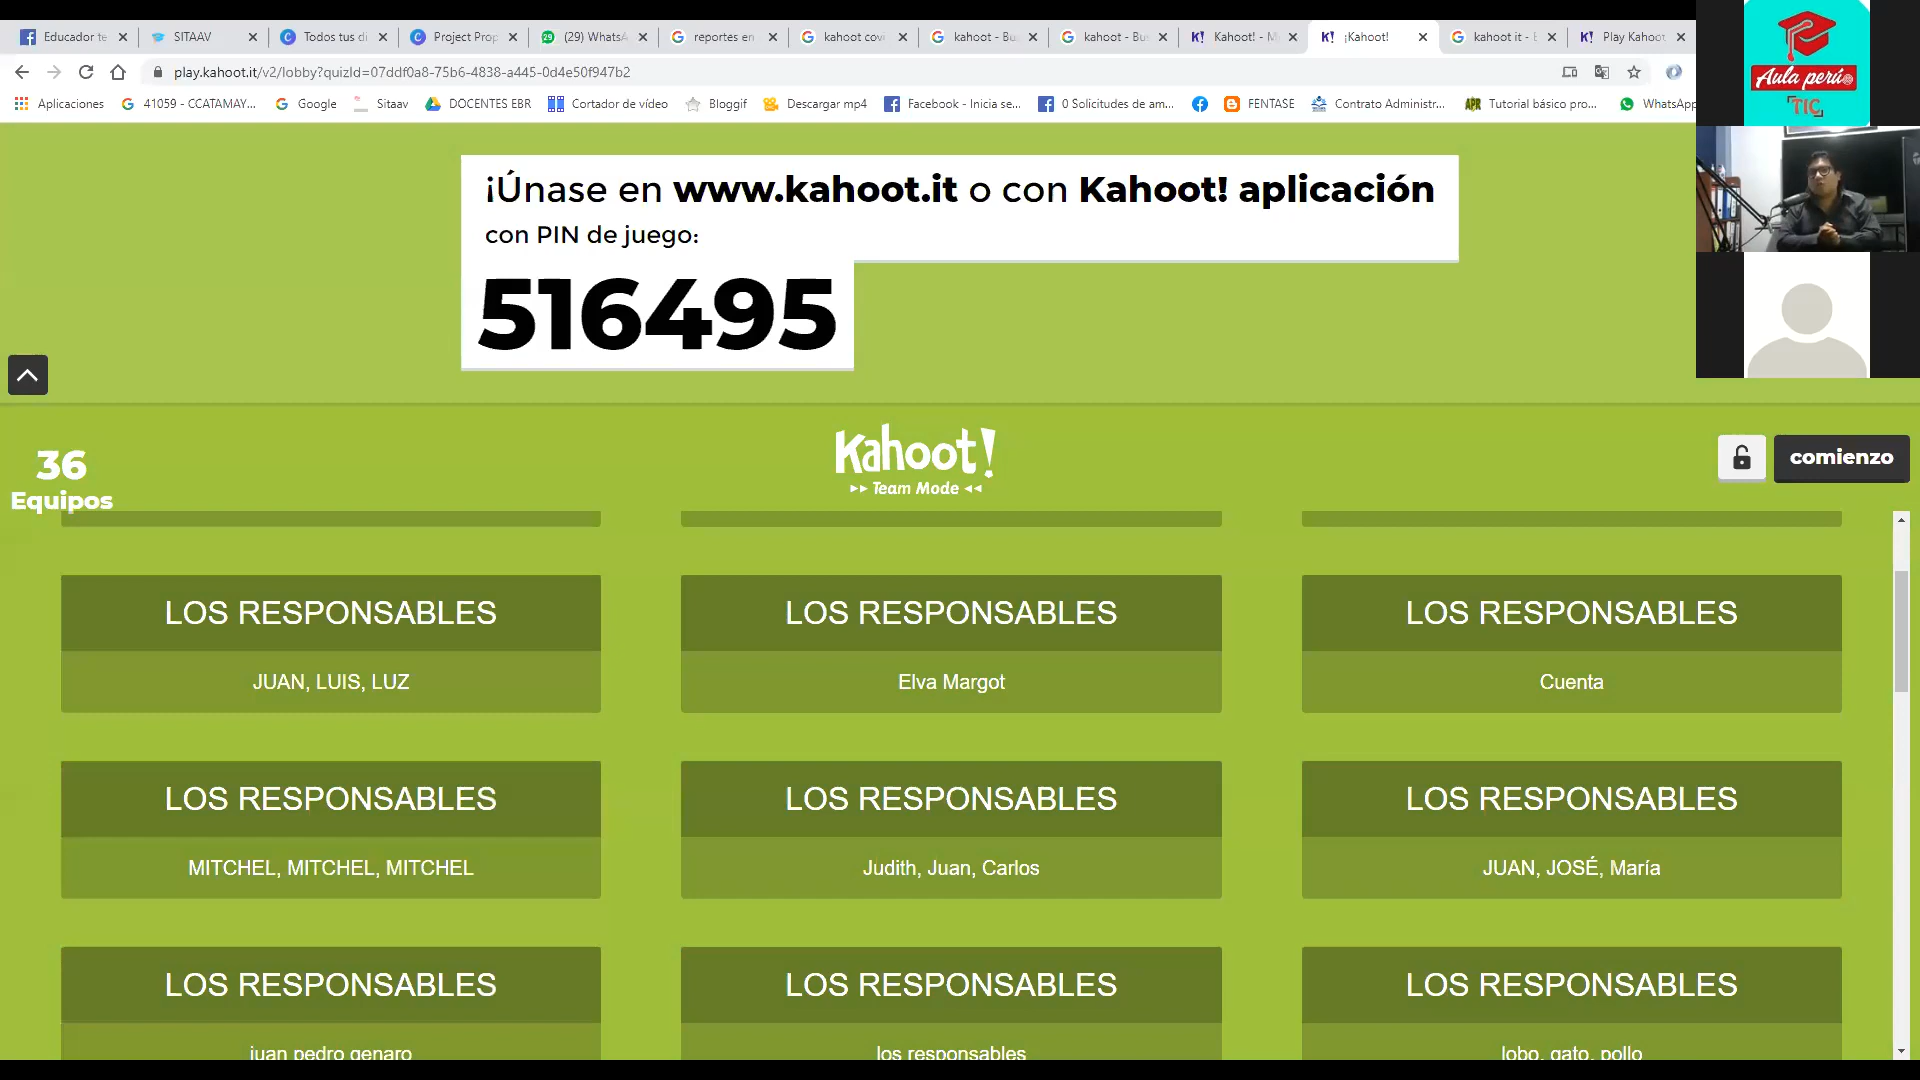 Educador te
SITAAV
Todos tus di
Project Prop
(29) WhatsA
reportes en
kahoot covi
kahoot - Bu
kahoot - Bus
Kahoot! - M
¡Kahoot!
kahoot it - B
Play Kahoot
play.kahoot.it/v2/lobby?quizId=07ddf0a8-75b6-4838-a445-0d4e50f947b2
Aplicaciones
41059 - CCATAMAY...
Google
Sitaav
DOCENTES EBR
Cortador de vídeo
Bloggif
Descargar mp4
Facebook - Inicia se...
0 Solicitudes de am...
FENTASE
Contrato Administr...
Tutorial básico pro...
WhatsApp
Aula perú
TIC
¡Únase en www.kahoot.it o con Kahoot! aplicación
con PIN de juego:
516495
36
Equipos
Kahoot!
Team Mode
comienzo
LOS RESPONSABLES
JUAN, LUIS, LUZ
LOS RESPONSABLES
Elva Margot
LOS RESPONSABLES
Cuenta
LOS RESPONSABLES
MITCHEL, MITCHEL, MITCHEL
LOS RESPONSABLES
Judith, Juan, Carlos
LOS RESPONSABLES
JUAN, JOSÉ, María
LOS RESPONSABLES
juan pedro genaro
LOS RESPONSABLES
los responsables
LOS RESPONSABLES
lobo, gato, pollo